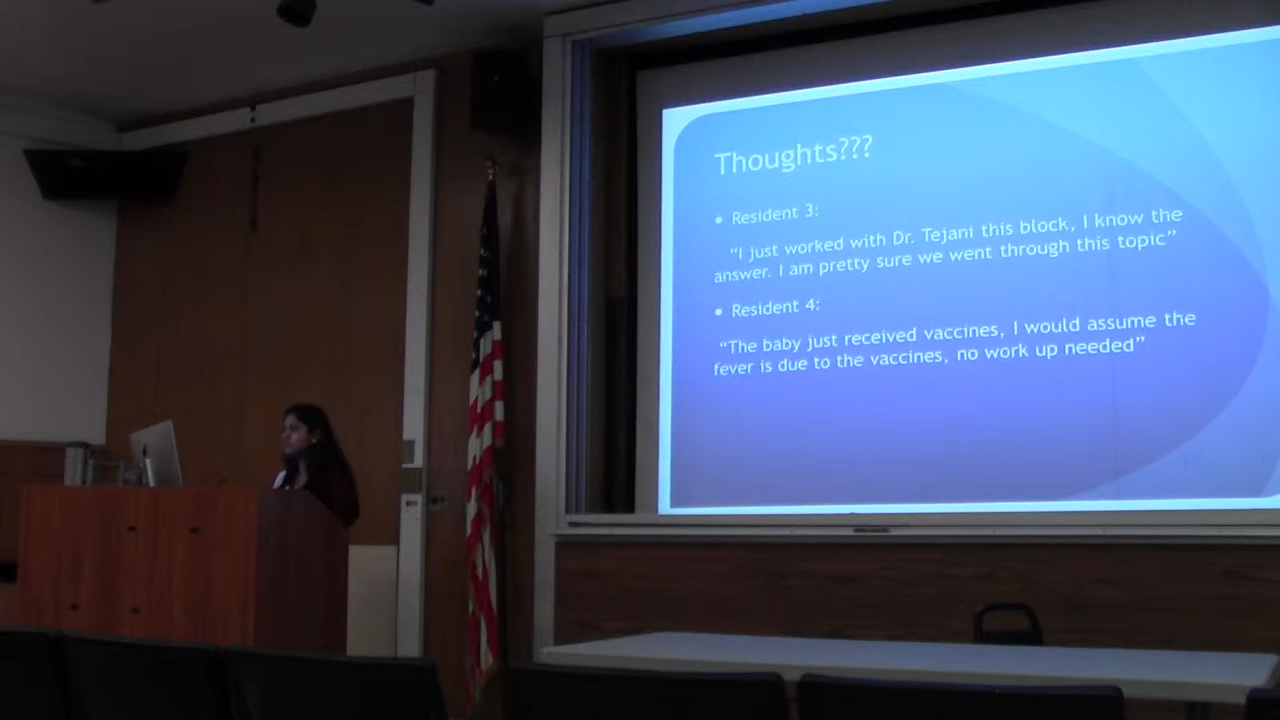 Thoughts???
• Resident 3:
“I just worked with Dr. Tejani this block, I know the
answer. I am pretty sure we went through this topic”
• Resident 4:
“The baby just received vaccines, I would assume the
fever is due to the vaccines, no work up needed”